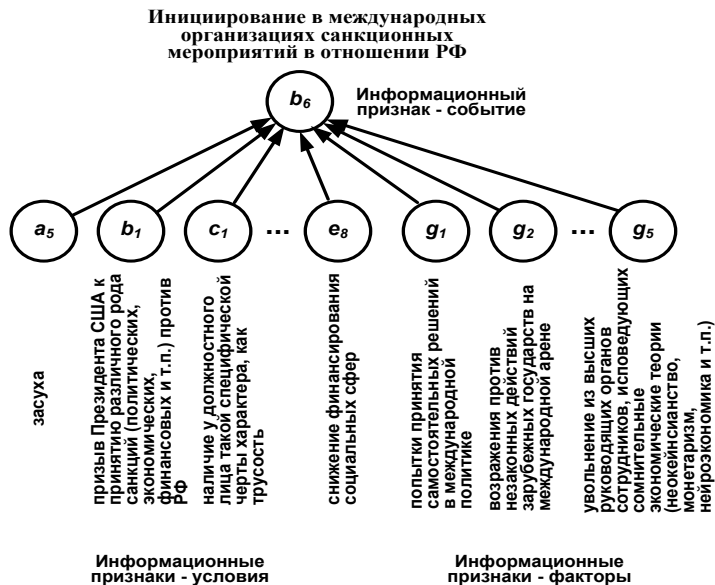 Инициирование в международных
организациях санкционных
мероприятий в отношении РФ
b6
Информационный
признак - событие
a5
b1
c1
...
e8
g1
g2
...
g5
засуха
призыв Президента США к
принятию различного рода
санкций (политических,
экономических,
финансовых и т.п.) против
РФ
наличие у должностного
лица такой специфической
черты характера, как
трусость
снижение финансирования
социальных сфер
попытки принятия
самостоятельных решений
в международной
политике
возражения против
незаконных действий
зарубежных государств на
международной арене
увольнение из высших
руководящих органов
сотрудников, исповедующих
сомнительные
экономические теории
(неокейнсианство,
монетаризм,
нейроэкономика и т.п.)
Информационные
признаки - условия
Информационные
признаки - факторы